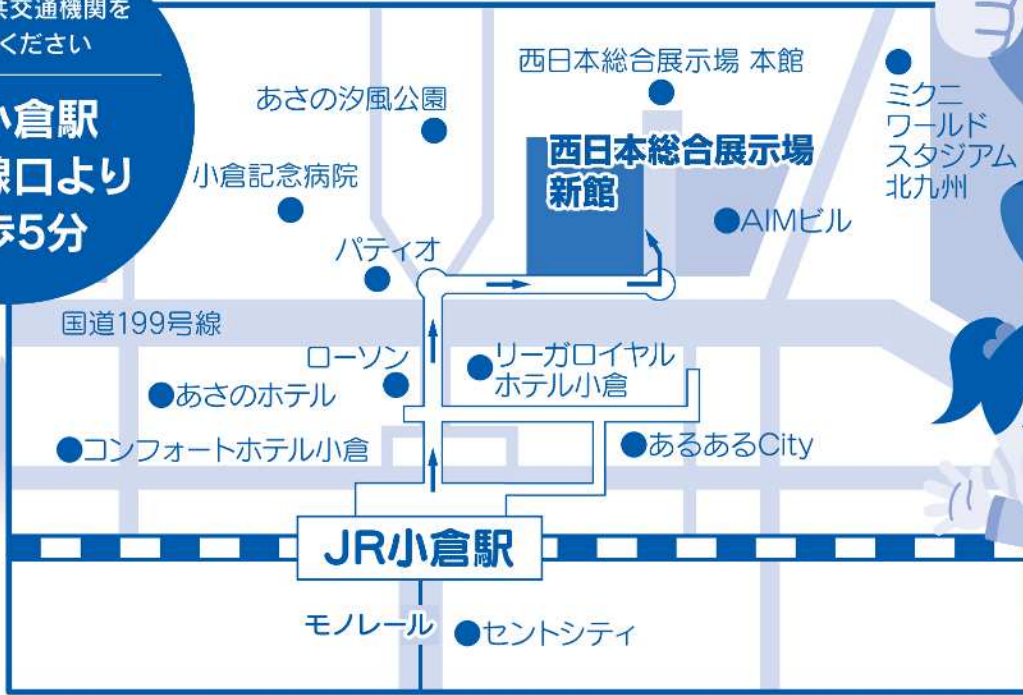 共交通機関を
ください
小倉駅
線口より
歩5分
西日本総合展示場 本館
あさの汐風公園
ミクニ
ワールド
スタジアム
北九州
西日本総合展示場
新館
小倉記念病院
AIMビル
パティオ
国道199号線
ローソン
リーガロイヤル
ホテル小倉
あさのホテル
コンフォートホテル小倉
あるあるCity
JR小倉駅
モノレール
セントシティ